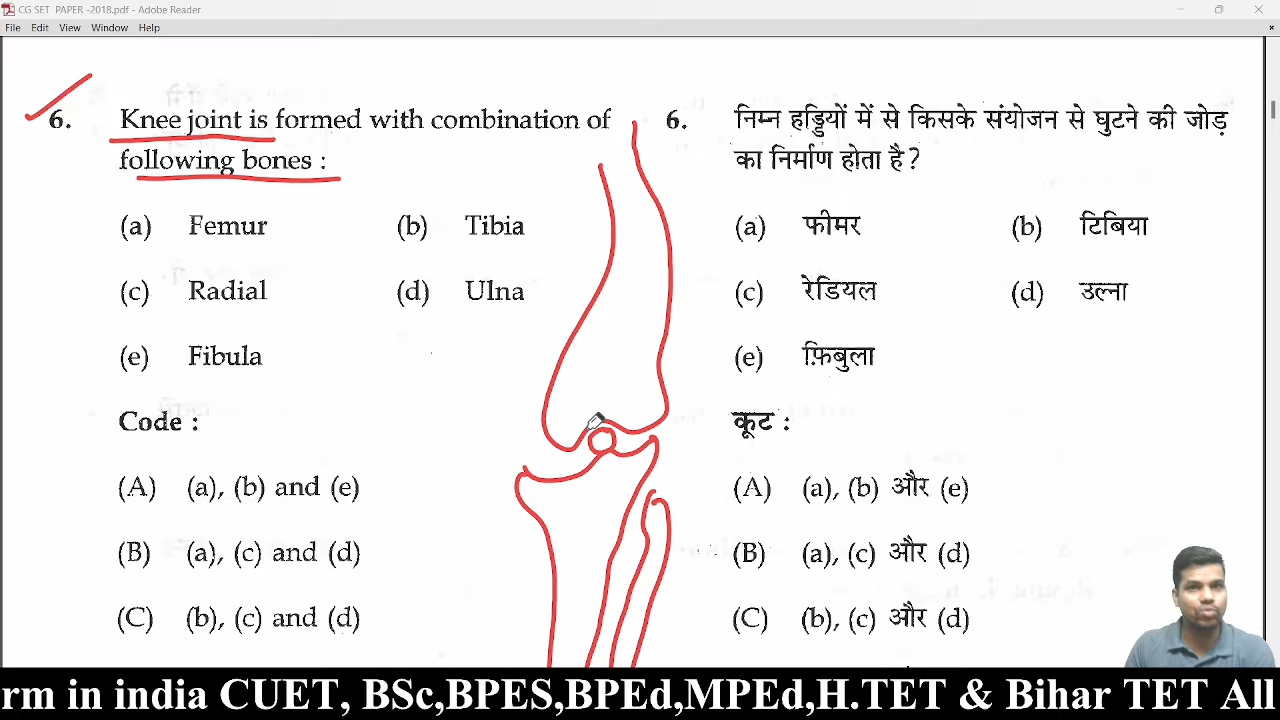 CG SET PAPER -2018.pdf - Adobe Reader
File Edit View Window Help
6. Knee joint is formed with combination of
following bones :
(a) Femur (b) Tibia
(c) Radial (d) Ulna
(e) Fibula
Code :
(A) (a), (b) and (e)
(B) (a), (c) and (d)
(C) (b), (c) and (d)
6. निम्न हड्डियों में से किसके संयोजन से घुटने की जोड़
का निर्माण होता है ?
(a) फीमर (b) टिबिया
(c) रेडियल (d) उल्ना
(e) फ़िबुला
कूट :
(A) (a), (b) और (e)
(B) (a), (c) और (d)
(C) (b), (c) और (d)
rm in india CUET, BSc,BPES,BPEd,MPEd,H.TET & Bihar TET All